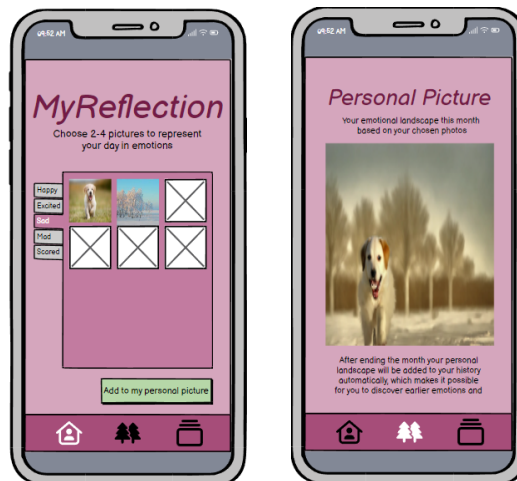 09:52 AM
MyReflection
Choose 2-4 pictures to represent
your day in emotions
Happy
Excited
Sad
Mad
Scared
Add to my personal picture
09:52 AM
Personal Picture
Your emotional landscape this month
based on your chosen photos
After ending the month your personal
landscape will be added to your history
automatically, which makes it possible
for you to discover earlier emotions and